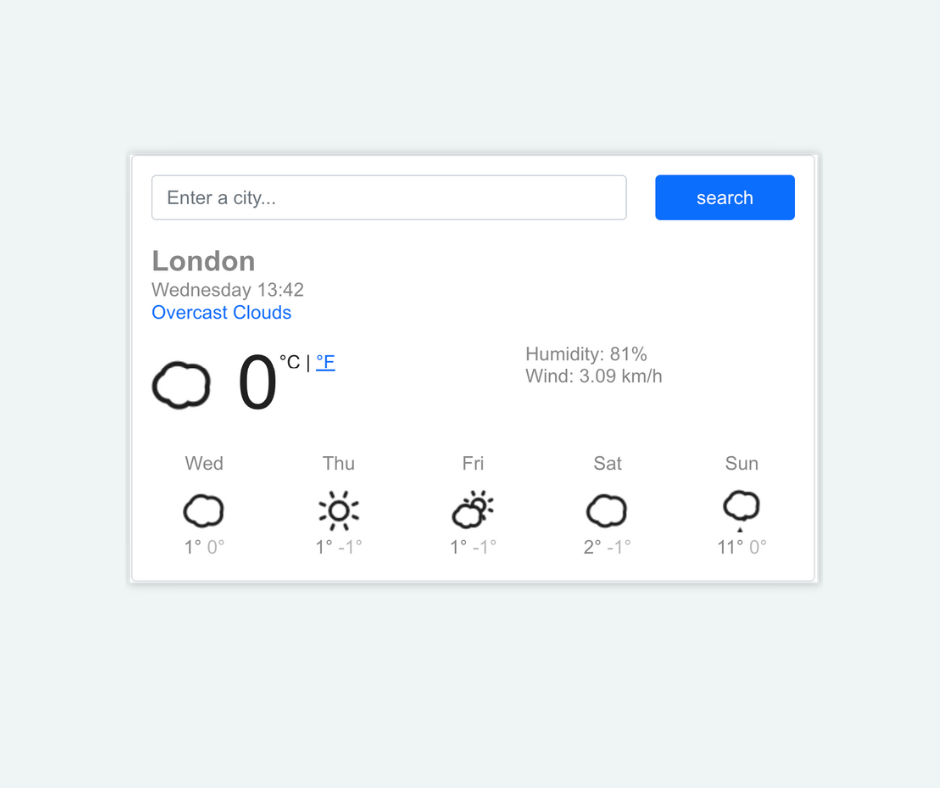 Enter a city...
search
London
Wednesday 13:42
Overcast Clouds
0 °C | °F
Humidity: 81%
Wind: 3.09 km/h
Wed Thu Fri Sat Sun
1° 0° 1° -1° 1° -1° 2° -1° 11° 0°